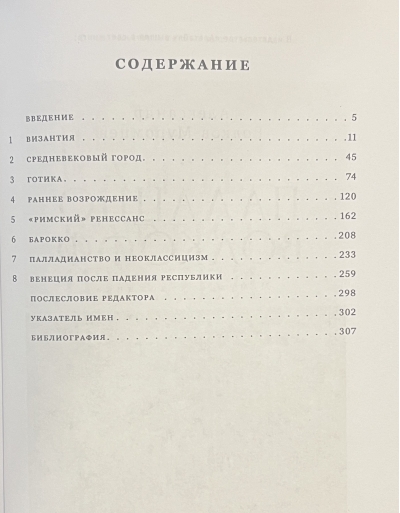 СОДЕРЖАНИЕ
ВВЕДЕНИЕ . . . . . . . . . . . . . . . . . . . . . . . . 5
1 ВИЗАНТИЯ . . . . . . . . . . . . . . . . . . . . . . . . 11
2 СРЕДНЕВЕКОВЫЙ ГОРОД. . . . . . . . . . . . . . . . . . 45
3 ГОТИКА. . . . . . . . . . . . . . . . . . . . . . . . . 74
4 РАННЕЕ ВОЗРОЖДЕНИЕ . . . . . . . . . . . . . . . . . . 120
5 «РИМСКИЙ» РЕНЕССАНС . . . . . . . . . . . . . . . . . 162
6 БАРОККО . . . . . . . . . . . . . . . . . . . . . . . . 208
7 ПАЛЛАДИАНСТВО И НЕОКЛАССИЦИЗМ . . . . . . . . . . . 233
8 ВЕНЕЦИЯ ПОСЛЕ ПАДЕНИЯ РЕСПУБЛИКИ . . . . . . . . . . 259
ПОСЛЕСЛОВИЕ РЕДАКТОРА . . . . . . . . . . . . . . . . 298
УКАЗАТЕЛЬ ИМЕН . . . . . . . . . . . . . . . . . . . . 302
БИБЛИОГРАФИЯ. . . . . . . . . . . . . . . . . . . . . . 307